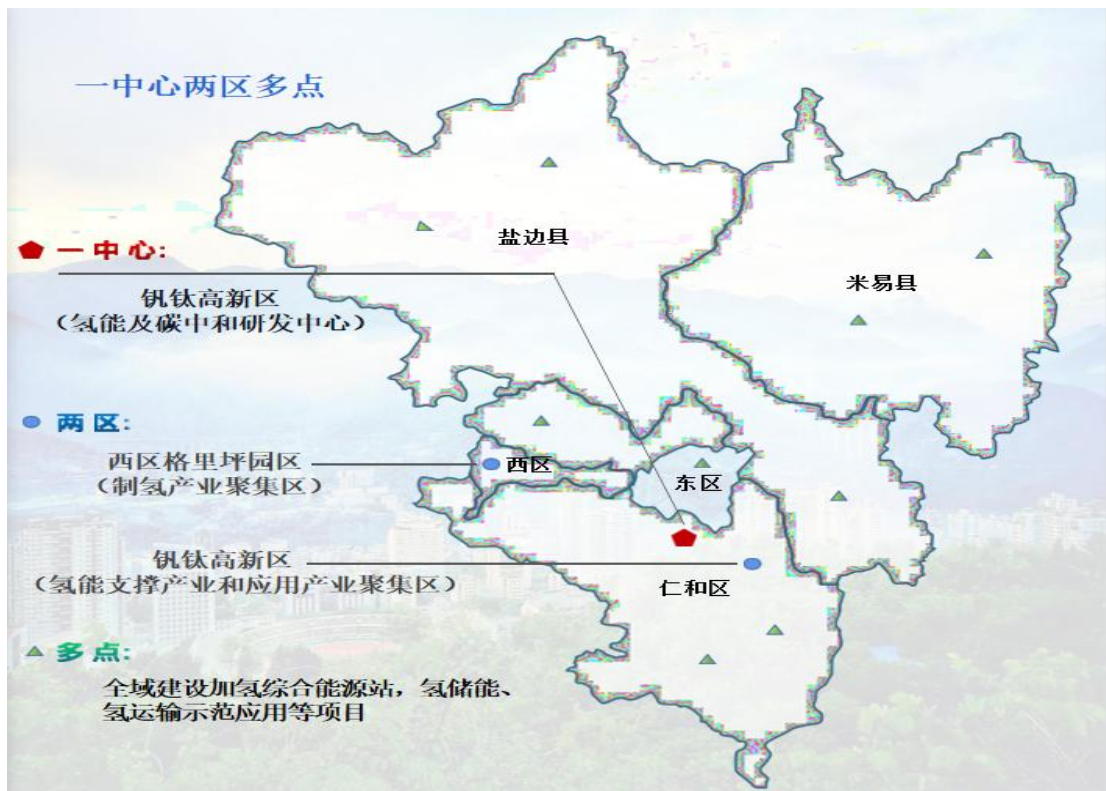 一中心两区多点
盐边县
米易县
一中心:
钒钛高新区
（氢能及碳中和研发中心）
两区:
西区格里坪园区
（制氢产业聚集区）
西区
东区
钒钛高新区
（氢能支撑产业和应用产业聚集区）
仁和区
多点:
全域建设加氢综合能源站，氢储能、
氢运输示范应用等项目